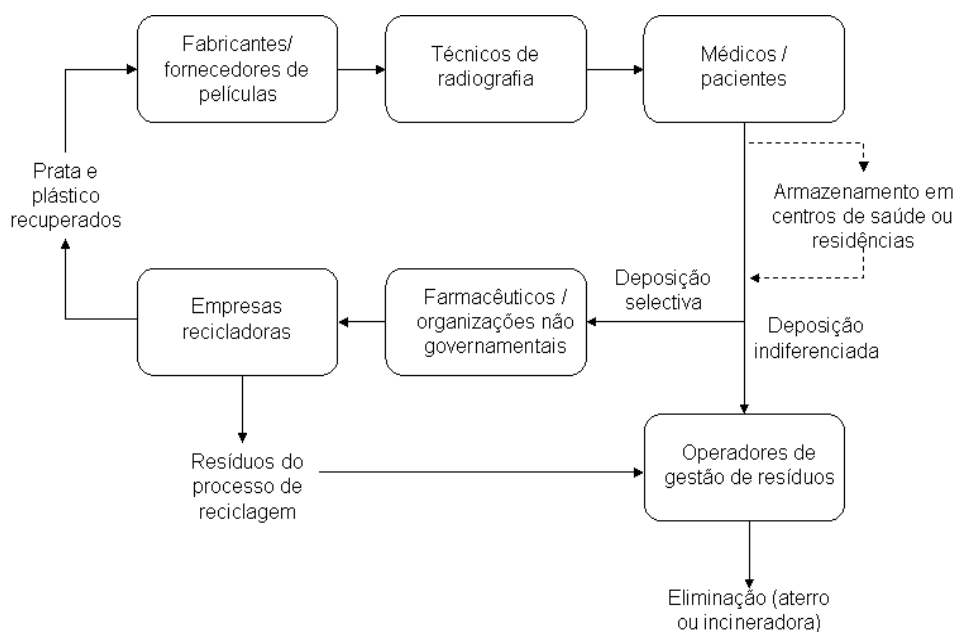 Fabricantes/
fornecedores de
películas
Técnicos de
radiografia
Médicos /
pacientes
Prata e
plástico
recuperados
Armazenamento em
centros de saúde ou
residências
Empresas
recicladoras
Farmacêuticos /
organizações não
governamentais
Deposição
selectiva
Deposição
indiferenciada
Resíduos do
processo de
reciclagem
Operadores de
gestão de resíduos
Eliminação (aterro
ou incineradora)